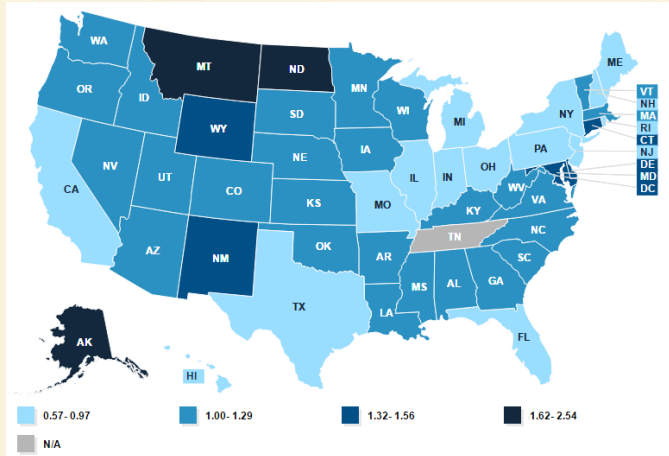 WA
MT
ND
ME
OR
ID
MN
VT
NH
MA
RI
CT
NJ
DE
MD
DC
SD
WI
NY
WY
MI
PA
NE
IA
NV
IL
IN
OH
CA
UT
CO
WV
VA
KS
MO
KY
NC
TN
AZ
NM
OK
AR
SC
MS
AL
GA
TX
LA
FL
AK
HI
0.57- 0.97
1.00- 1.29
1.32- 1.56
1.62- 2.54
N/A